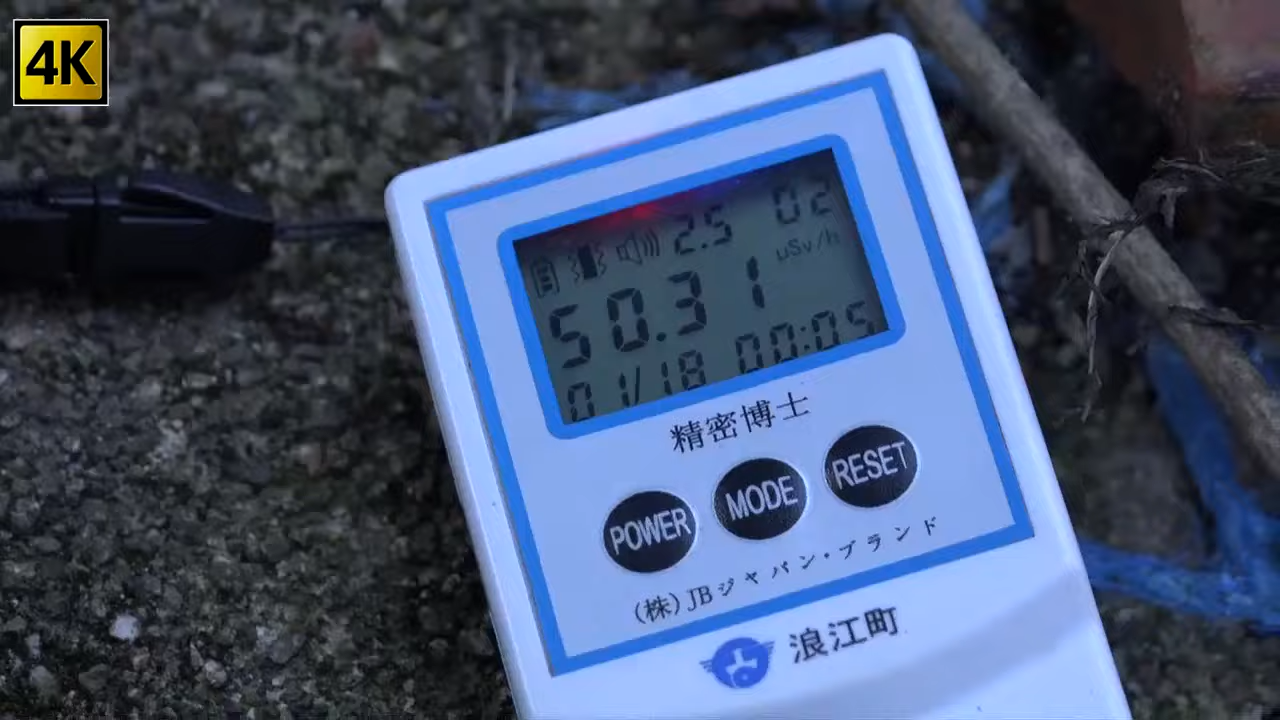 4K
2.5 02
μSv/h
50.31
01/18 00:05
精密博士
POWER MODE RESET
(株)JBジャパン・ブランド
浪江町